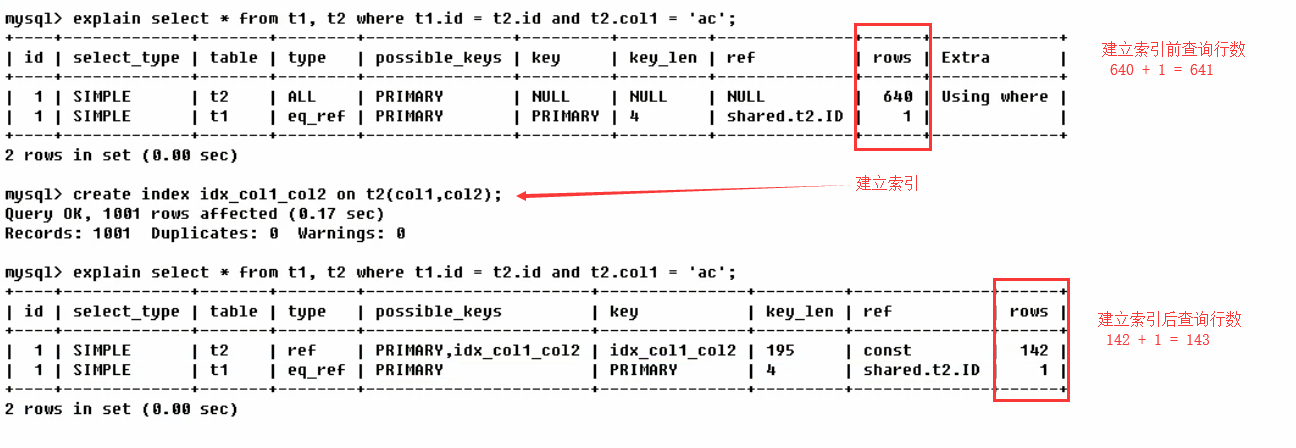 mysql> explain select * from t1, t2 where t1.id = t2.id and t2.col1 = 'ac';
+----+-------------+-------+--------+---------------+---------+---------+--------------+------+-------------+
| id | select_type | table | type | possible_keys | key | key_len | ref | rows | Extra |
建立索引前查询行数
640 + 1 = 641
+----+-------------+-------+--------+---------------+---------+---------+--------------+------+-------------+
| 1 | SIMPLE | t2 | ALL | PRIMARY | NULL | NULL | NULL | 640 | Using where |
| 1 | SIMPLE | t1 | eq_ref | PRIMARY | PRIMARY | 4 | shared.t2.ID | 1 | |
+----+-------------+-------+--------+---------------+---------+---------+--------------+------+-------------+
2 rows in set (0.00 sec)
mysql> create index idx_col1_col2 on t2(col1,col2);
建立索引
Query OK, 1001 rows affected (0.17 sec)
Records: 1001 Duplicates: 0 Warnings: 0
mysql> explain select * from t1, t2 where t1.id = t2.id and t2.col1 = 'ac';
+----+-------------+-------+--------+-----------------------+---------------+---------+--------------+------+
| id | select_type | table | type | possible_keys | key | key_len | ref | rows |
建立索引后查询行数
142 + 1 = 143
+----+-------------+-------+--------+-----------------------+---------------+---------+--------------+------+
| 1 | SIMPLE | t2 | ref | PRIMARY,idx_col1_col2 | idx_col1_col2 | 195 | const | 142 |
| 1 | SIMPLE | t1 | eq_ref | PRIMARY | PRIMARY | 4 | shared.t2.ID | 1 |
+----+-------------+-------+--------+-----------------------+---------------+---------+--------------+------+
2 rows in set (0.00 sec)